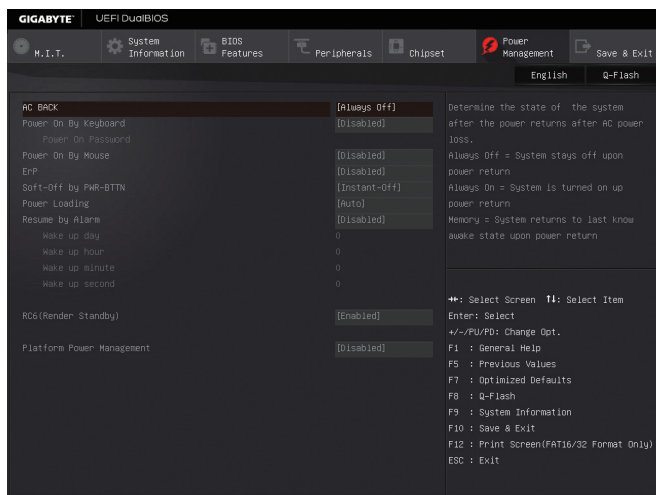 GIGABYTE™ UEFI DualBIOS
M.I.T.
System Information
BIOS Features
Peripherals
Chipset
Power Management
Save & Exit
English Q-Flash
AC BACK [Always Off]
Power On By Keyboard [Disabled]
Power On Password
Power On By Mouse [Disabled]
ErP [Disabled]
Soft-Off by PWR-BTTN [Instant-Off]
Power Loading [Auto]
Resume by Alarm [Disabled]
Wake up day 0
Wake up hour 0
Wake up minute 0
Wake up second 0
RC6(Render Standby) [Enabled]
Platform Power Management [Disabled]
Determine the state of the system
after the power returns after AC power
loss.
Always Off = System stays off upon
power return
Always On = System is turned on up
power return
Memory = System returns to last know
awake state upon power return
→←: Select Screen ↑↓: Select Item
Enter: Select
+/-/PU/PD: Change Opt.
F1 : General Help
F5 : Previous Values
F7 : Optimized Defaults
F8 : Q-Flash
F9 : System Information
F10 : Save & Exit
F12 : Print Screen(FAT16/32 Format Only)
ESC : Exit